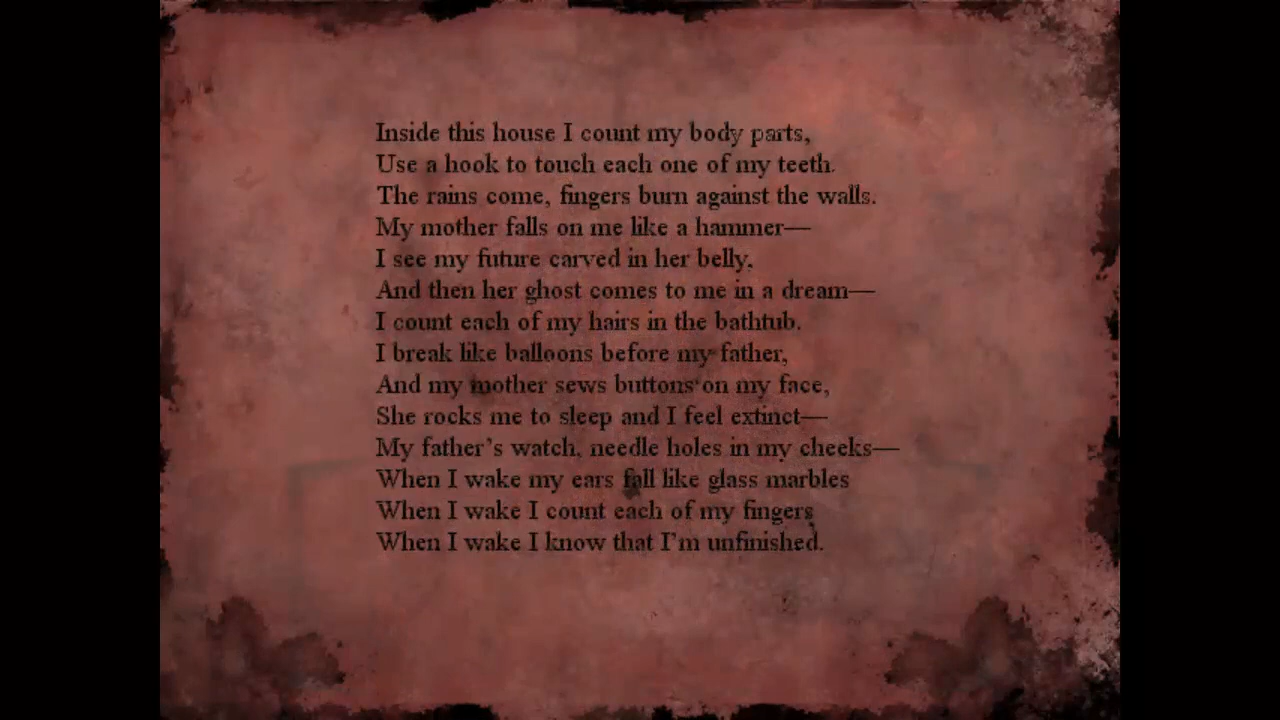 Inside this house I count my body parts,
Use a hook to touch each one of my teeth.
The rains come, fingers burn against the walls.
My mother falls on me like a hammer—
I see my future carved in her belly,
And then her ghost comes to me in a dream—
I count each of my hairs in the bathtub.
I break like balloons before my father,
And my mother sews buttons on my face,
She rocks me to sleep and I feel extinct—
My father’s watch, needle holes in my cheeks—
When I wake my ears fall like glass marbles
When I wake I count each of my fingers
When I wake I know that I’m unfinished.